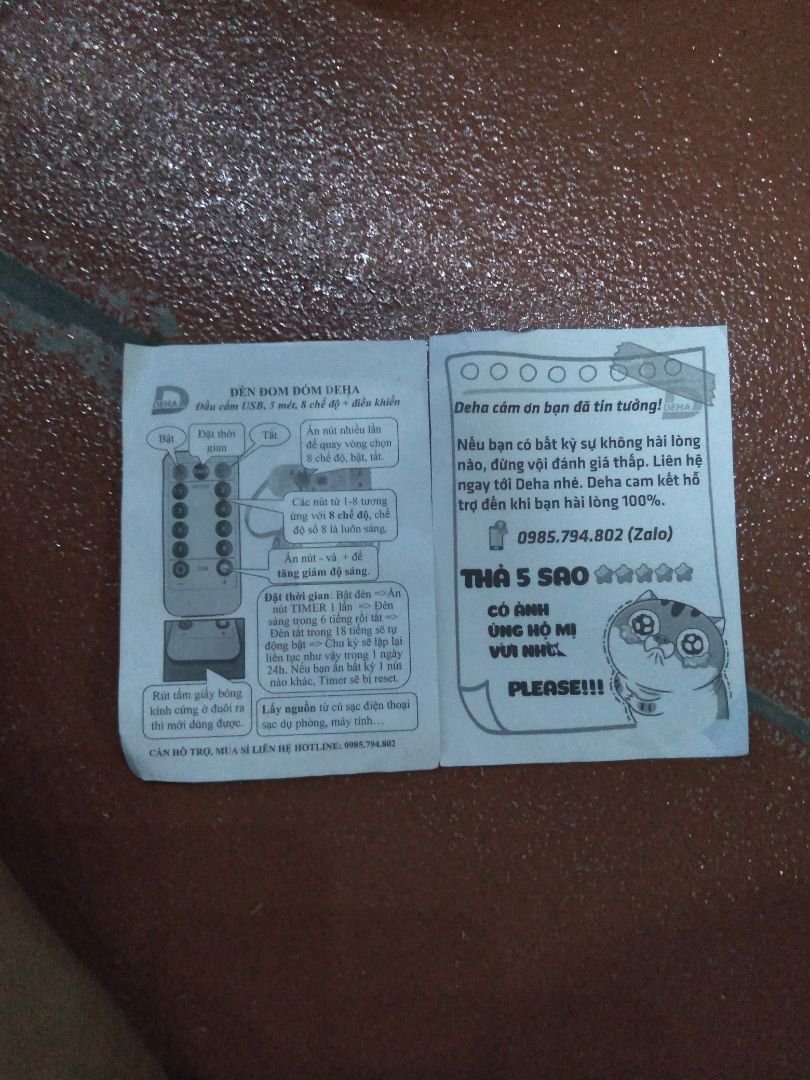 DEHA
ĐÈN ĐOM ĐÓM DEHA
Đầu cắm USB, 5 mét, 8 chế độ + điều khiển
Bật
Đặt thời
gian
Tắt
Ấn nút nhiều lần
để quay vòng chọn
8 chế độ, bật, tắt.
Các nút từ 1-8 tương
ứng với 8 chế độ, chế
độ số 8 là luôn sáng.
Ấn nút - và + để
tăng giảm độ sáng.
DIM
- +
Đặt thời gian: Bật đèn =>Ấn
nút TIMER 1 lần => Đèn
sáng trong 6 tiếng rồi tắt =>
Đèn tắt trong 18 tiếng sẽ tự
động bật => Chu kỳ sẽ lặp lại
liên tục như vậy trong 1 ngày
24h. Nếu bạn ấn bất kỳ 1 nút
nào khác, Timer sẽ bị reset.
Rút tấm giấy bóng
kính cứng ở đuôi ra
thì mới dùng được.
Lấy nguồn từ củ sạc điện thoại
sạc dự phòng, máy tính...
CẦN HỖ TRỢ, MUA SỈ LIÊN HỆ HOTLINE: 0985.794.802
Deha cám ơn bạn đã tin tưởng!
DEHA
Nếu bạn có bất kỳ sự không hài lòng
nào, đừng vội đánh giá thấp. Liên hệ
ngay tới Deha nhé. Deha cam kết hỗ
trợ đến khi bạn hài lòng 100%.
0985.794.802 (Zalo)
THẢ 5 SAO
CÓ ẢNH
ỦNG HỘ MỊ
VỪI NHÉ
PLEASE!!!